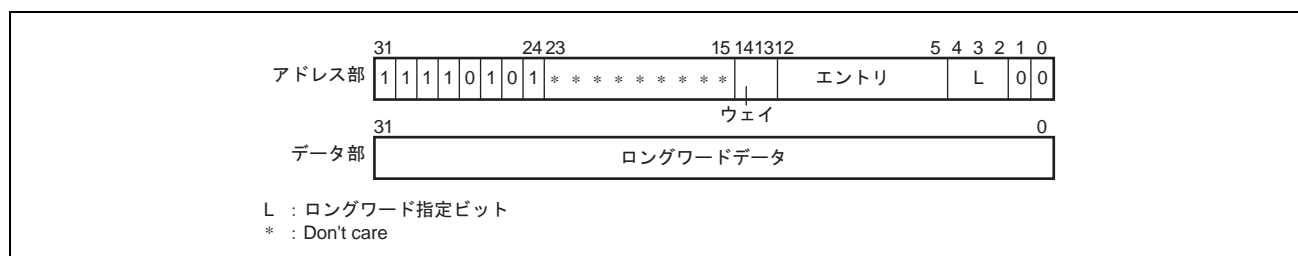 31 24 23 15 14 13 12 5 4 3 2 1 0
アドレス部 1 1 1 1 0 1 0 1 * * * * * * * * * エントリ L 0 0
ウェイ
31 0
データ部 ロングワードデータ
L : ロングワード指定ビット
* : Don't care